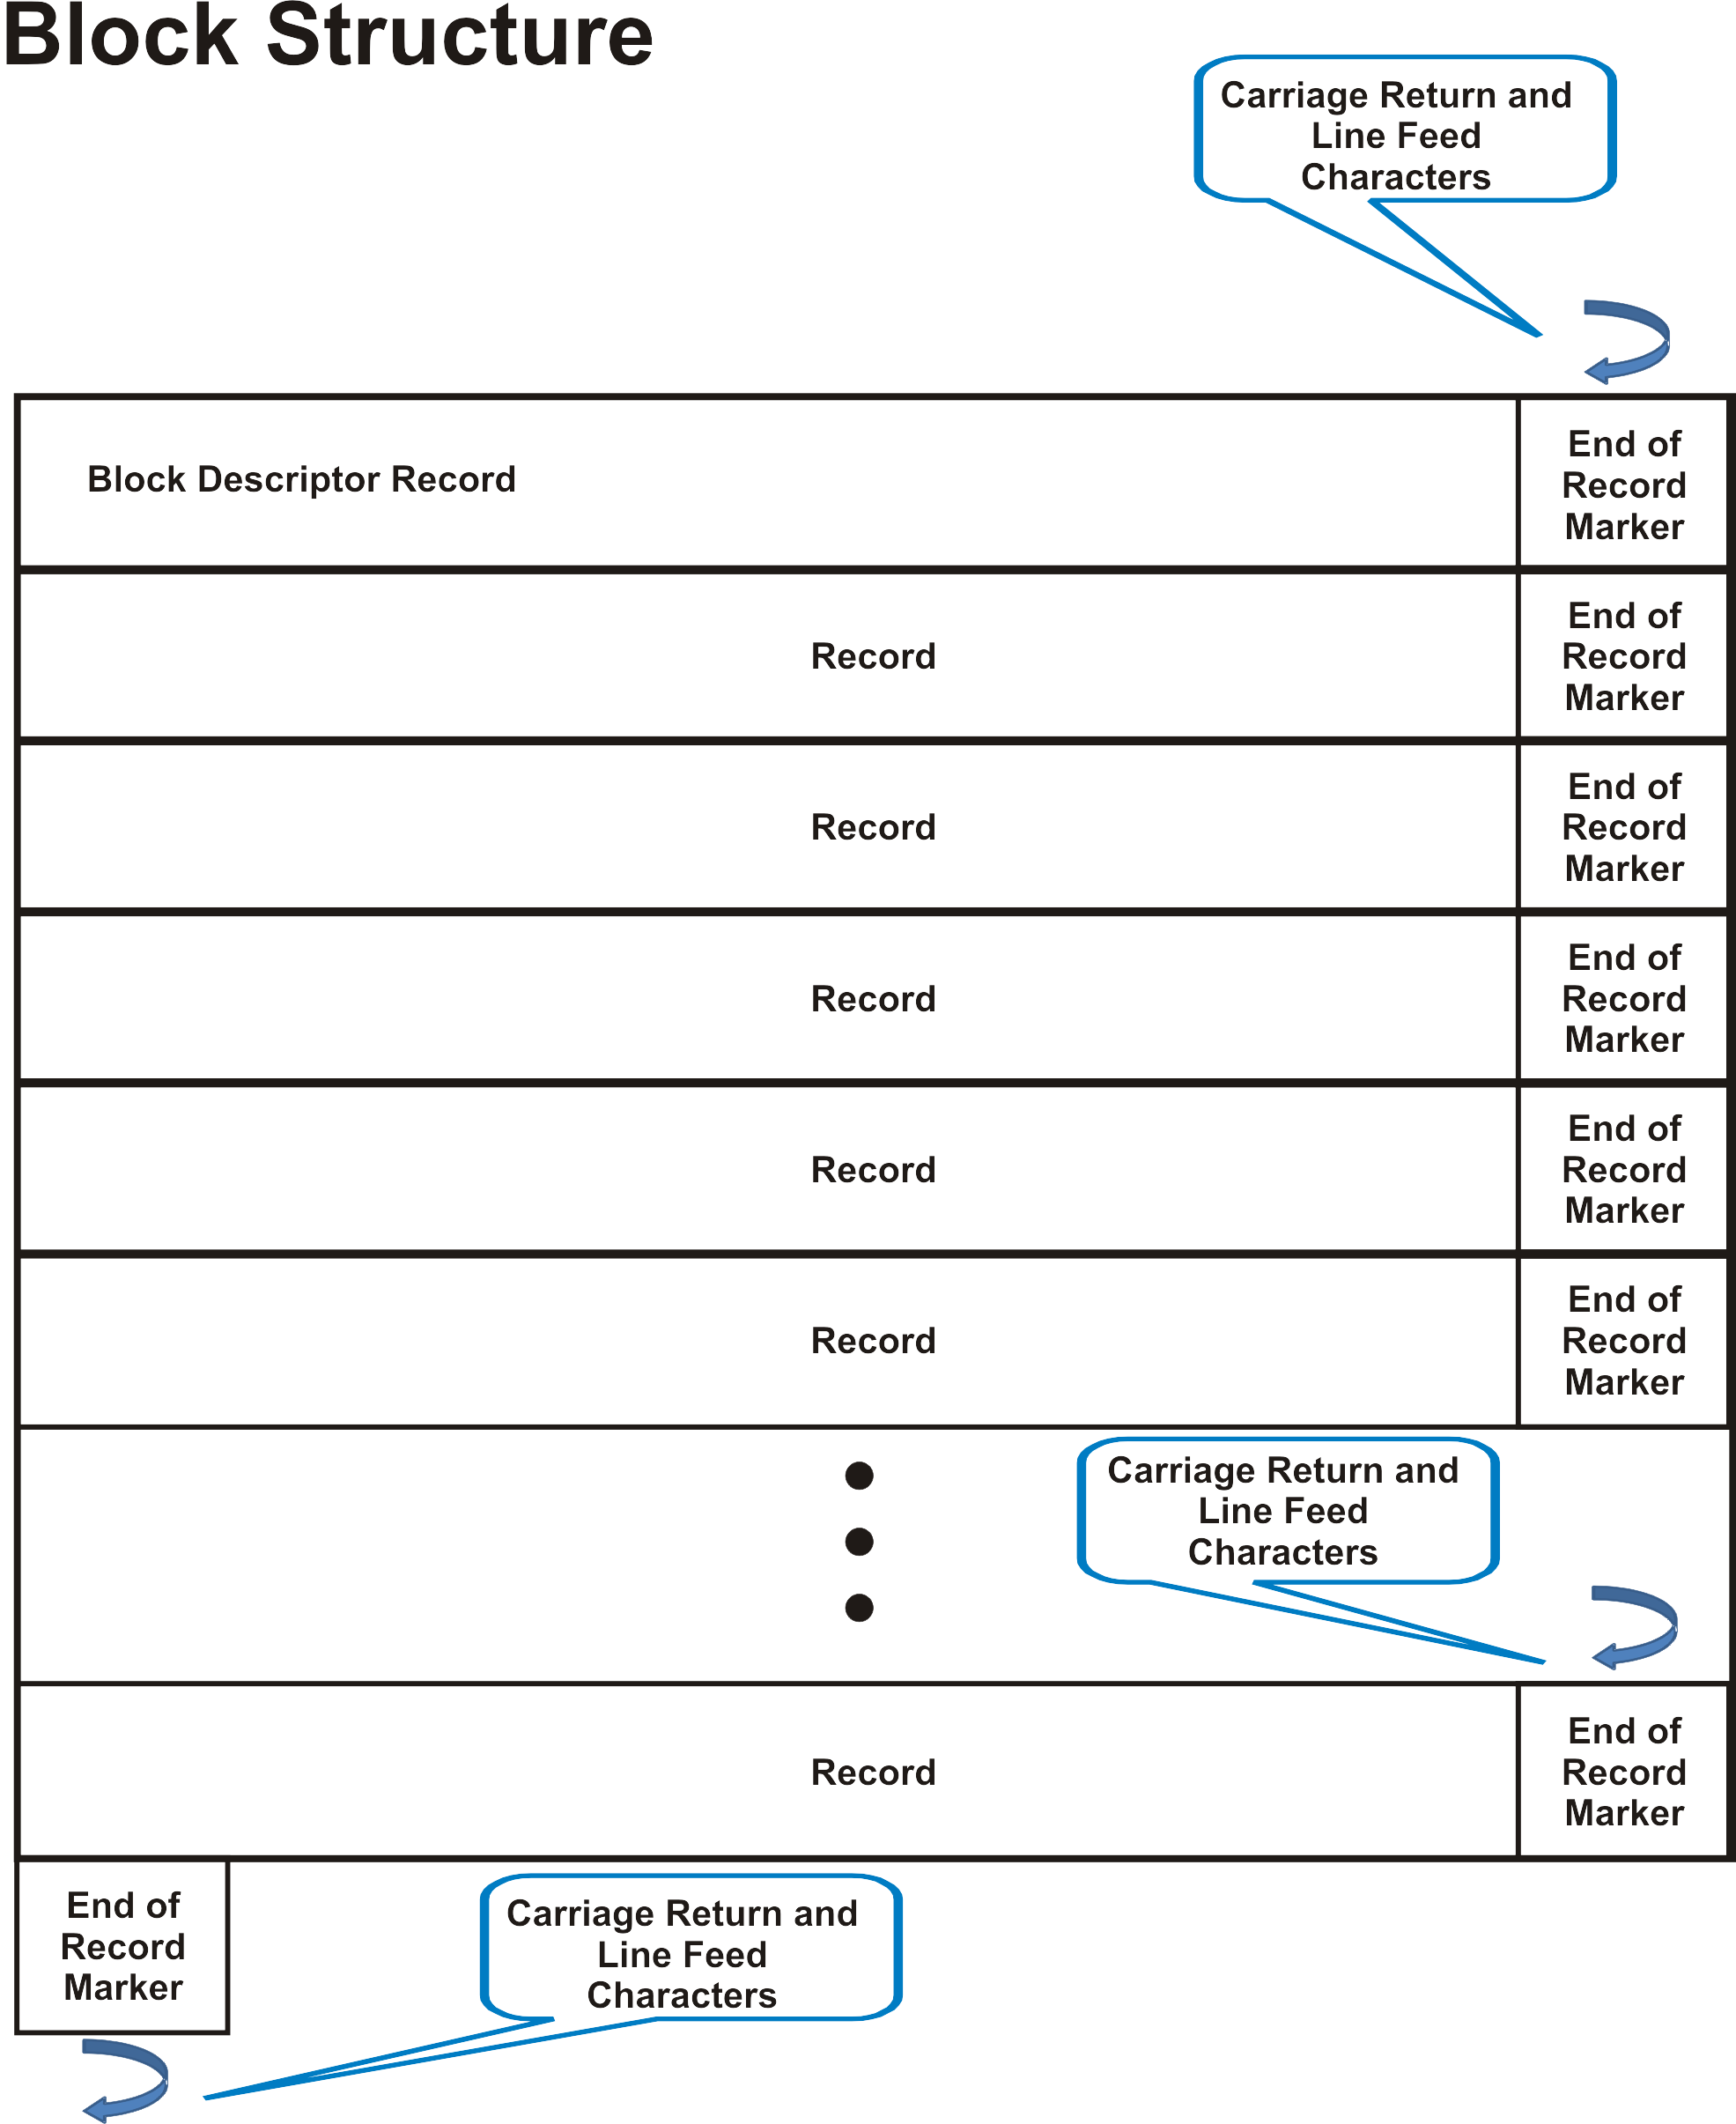 Block Structure
Carriage Return and
Line Feed
Characters
Block Descriptor Record
End of
Record
Marker
Record
End of
Record
Marker
Record
End of
Record
Marker
Record
End of
Record
Marker
Record
End of
Record
Marker
Record
End of
Record
Marker
Carriage Return and
Line Feed
Characters
Record
End of
Record
Marker
End of
Record
Marker
Carriage Return and
Line Feed
Characters